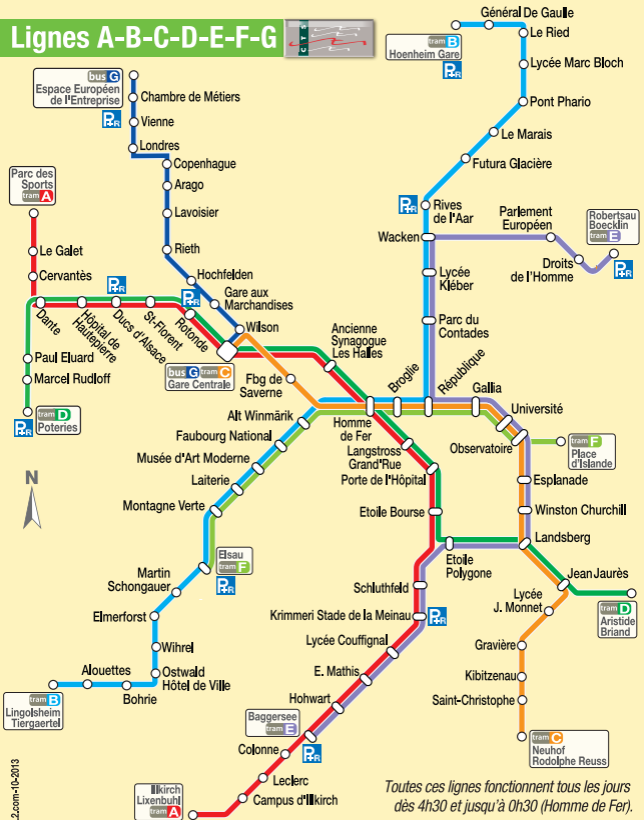 Lignes A-B-C-D-E-F-G
CTS
Général De Gaulle
tram B
Hoenheim Gare
P+R
Le Ried
Lycée Marc Bloch
Pont Phario
Le Marais
Futura Glacière
P+R
Rives
de l'Aar
Wacken
Parlement
Européen
Robertsau
Boecklin
tram E
P+R
Droits
de l'Homme
Lycée
Kléber
Parc du
Contades
bus G
Espace Européen
de l'Entreprise
P+R
Chambre de Métiers
Vienne
Londres
Copenhague
Arago
Lavoisier
Rieth
Hochfelden
Gare aux
Marchandises
Wilson
Parc des
Sports
tram A
Le Galet
Cervantès
Dante
Hôpital de
Hautepierre
P+R
Ducs d'Alsace
St-Florent
P+R
Rotonde
bus G tram C
Gare Centrale
Paul Eluard
Marcel Rudloff
P+R
tram D
Poteries
Ancienne
Synagogue
Les Halles
Fbg de
Saverne
Broglie
République
Gallia
Université
Homme
de Fer
Observatoire
tram F
Place
d'Islande
Alt Winmärik
Faubourg National
Musée d'Art Moderne
Laiterie
Montagne Verte
Langstross
Grand'Rue
Porte de l'Hôpital
Etoile Bourse
Esplanade
Winston Churchill
Landsberg
Etoile
Polygone
N
Elsau
tram F
P+R
Martin
Schongauer
Elmerforst
Wihrel
Ostwald
Hôtel de Ville
Bohrie
Alouettes
tram B
Lingolsheim
Tiergaertel
Schluthfeld
Krimmeri Stade de la Meinau
P+R
Lycée Couffignal
E. Mathis
Hohwart
Baggersee
tram E
P+R
Colonne
Leclerc
Campus d'Illkirch
Illkirch
Lixenbuhl
tram A
Jean Jaurès
tram D
Aristide
Briand
Lycée
J. Monnet
Gravière
Kibitzenau
Saint-Christophe
tram C
Neuhof
Rodolphe Reuss
Toutes ces lignes fonctionnent tous les jours
dès 4h30 et jusqu'à 0h30 (Homme de Fer).
2.com-10-2013